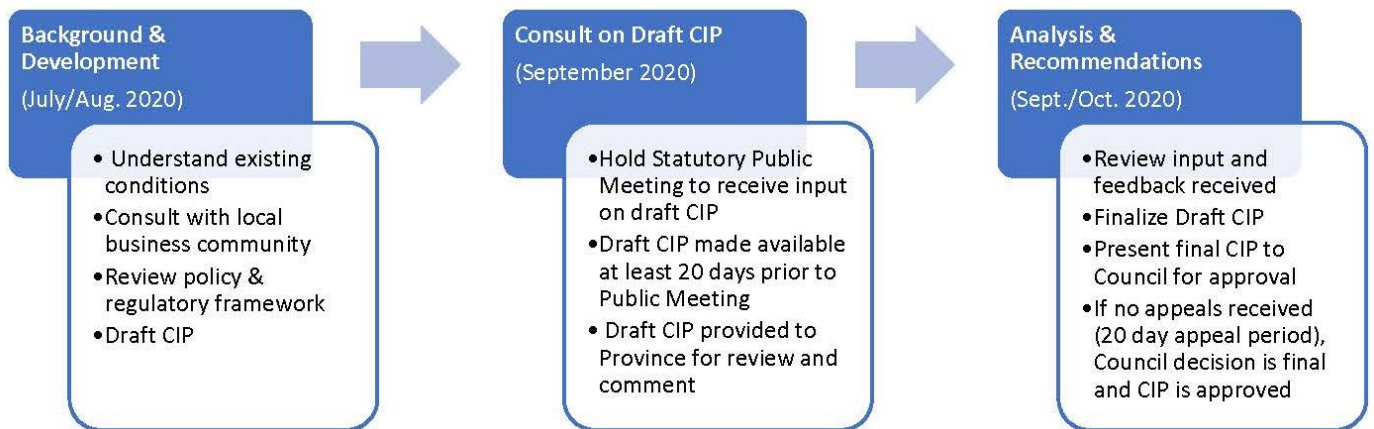 Background &
Development
(July/Aug. 2020)
• Understand existing
conditions
•Consult with local
business community
•Review policy &
regulatory framework
•Draft CIP
Consult on Draft CIP
(September 2020)
•Hold Statutory Public
Meeting to receive input
on draft CIP
•Draft CIP made available
at least 20 days prior to
Public Meeting
• Draft CIP provided to
Province for review and
comment
Analysis &
Recommendations
(Sept./Oct. 2020)
•Review input and
feedback received
•Finalize Draft CIP
•Present final CIP to
Council for approval
•If no appeals received
(20 day appeal period),
Council decision is final
and CIP is approved